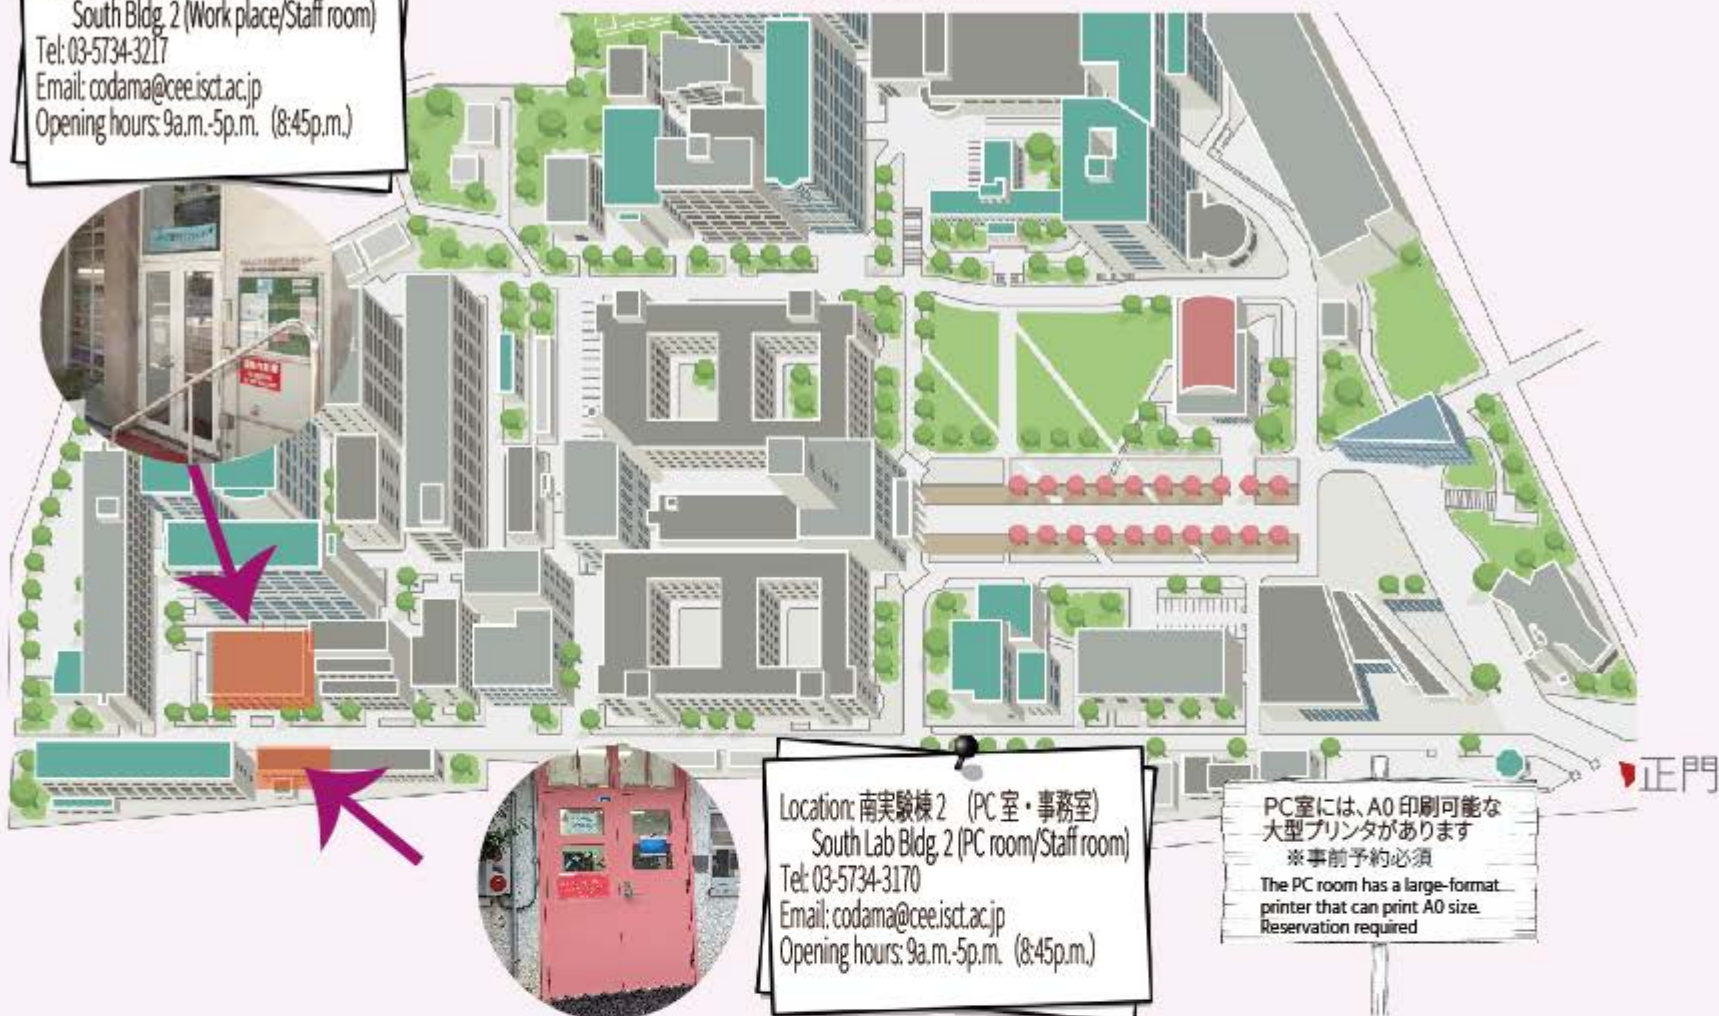 South Bldg. 2 (Work place/Staff room)
Tel: 03-5734-3217
Email: codama@cee.isct.ac.jp
Opening hours: 9a.m.-5p.m. (8:45p.m.)
正門
Location: 南実験棟 2 (PC 室・事務室)
South Lab Bldg. 2 (PC room/Staff room)
Tel: 03-5734-3170
Email: codama@cee.isct.ac.jp
Opening hours: 9a.m.-5p.m. (8:45p.m.)
PC室には、A0 印刷可能な
大型プリンタがあります
※事前予約必須
The PC room has a large-format
printer that can print A0 size.
Reservation required